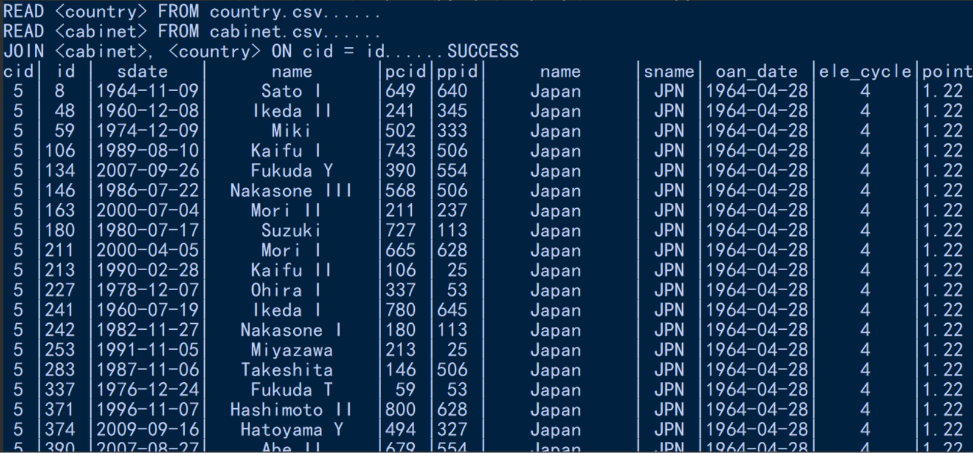 READ <country> FROM country.csv......
READ <cabinet> FROM cabinet.csv......
JOIN <cabinet>, <country> ON cid = id......SUCCESS
cid| id | sdate | name |pcid|ppid| name |sname| oan_date |ele_cycle|point
5 | 8 |1964-11-09| Sato I |649 |640 | Japan | JPN |1964-04-28| 4 |1.22
5 | 48 |1960-12-08| Ikeda II |241 |345 | Japan | JPN |1964-04-28| 4 |1.22
5 | 59 |1974-12-09| Miki |502 |333 | Japan | JPN |1964-04-28| 4 |1.22
5 |106 |1989-08-10| Kaifu I |743 |506 | Japan | JPN |1964-04-28| 4 |1.22
5 |134 |2007-09-26| Fukuda Y |390 |554 | Japan | JPN |1964-04-28| 4 |1.22
5 |146 |1986-07-22| Nakasone III |568 |506 | Japan | JPN |1964-04-28| 4 |1.22
5 |163 |2000-07-04| Mori II |211 |237 | Japan | JPN |1964-04-28| 4 |1.22
5 |180 |1980-07-17| Suzuki |727 |113 | Japan | JPN |1964-04-28| 4 |1.22
5 |211 |2000-04-05| Mori I |665 |628 | Japan | JPN |1964-04-28| 4 |1.22
5 |213 |1990-02-28| Kaifu II |106 | 25 | Japan | JPN |1964-04-28| 4 |1.22
5 |227 |1978-12-07| Ohira I |337 | 53 | Japan | JPN |1964-04-28| 4 |1.22
5 |241 |1960-07-19| Ikeda I |780 |645 | Japan | JPN |1964-04-28| 4 |1.22
5 |242 |1982-11-27| Nakasone I |180 |113 | Japan | JPN |1964-04-28| 4 |1.22
5 |253 |1991-11-05| Miyazawa |213 | 25 | Japan | JPN |1964-04-28| 4 |1.22
5 |283 |1987-11-06| Takeshita |146 |506 | Japan | JPN |1964-04-28| 4 |1.22
5 |337 |1976-12-24| Fukuda T | 59 | 53 | Japan | JPN |1964-04-28| 4 |1.22
5 |371 |1996-11-07| Hashimoto II |800 |628 | Japan | JPN |1964-04-28| 4 |1.22
5 |374 |2009-09-16| Hatoyama Y |494 |327 | Japan | JPN |1964-04-28| 4 |1.22
5 |390 |2007-08-27| Abe II |679 |554 | Japan | JPN |1964-04-28| 4 |1.22